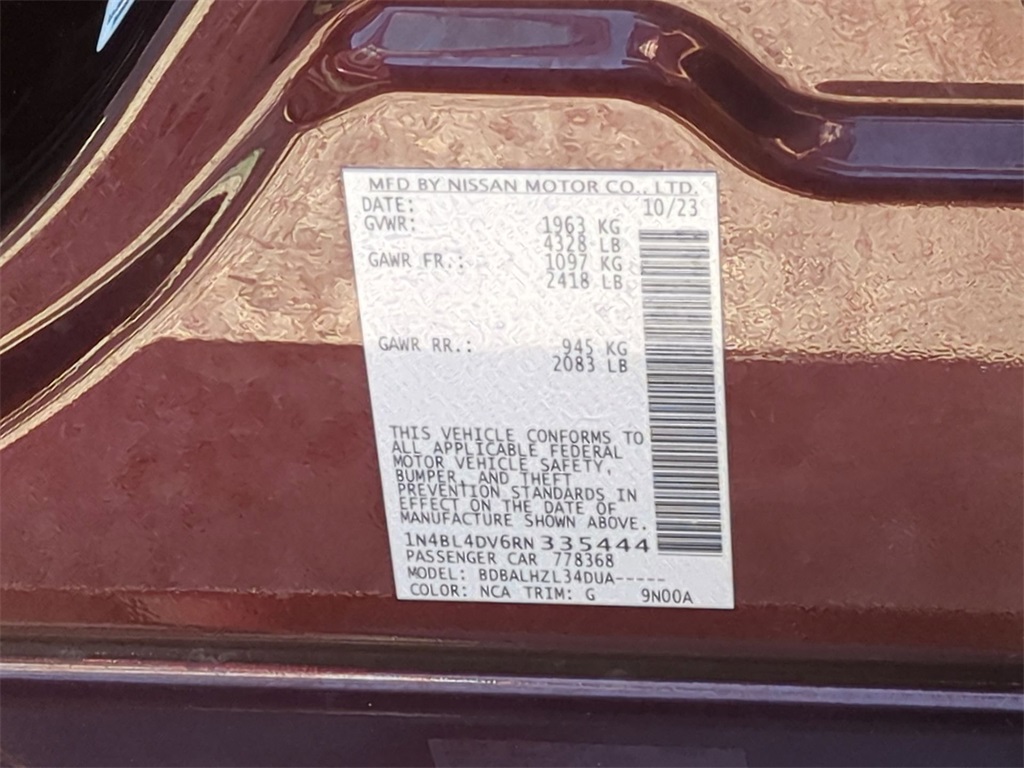 MFD BY NISSAN MOTOR CO., LTD.
DATE: 10/23
GVWR: 1963 KG
4328 LB
GAWR FR.: 1097 KG
2418 LB
GAWR RR.: 945 KG
2083 LB
THIS VEHICLE CONFORMS TO
ALL APPLICABLE FEDERAL
MOTOR VEHICLE SAFETY,
BUMPER, AND THEFT
PREVENTION STANDARDS IN
EFFECT ON THE DATE OF
MANUFACTURE SHOWN ABOVE.
1N4BL4DV6RN335444
PASSENGER CAR 778368
MODEL: BDBALHZL34DUA-----
COLOR: NCA TRIM: G 9N00A